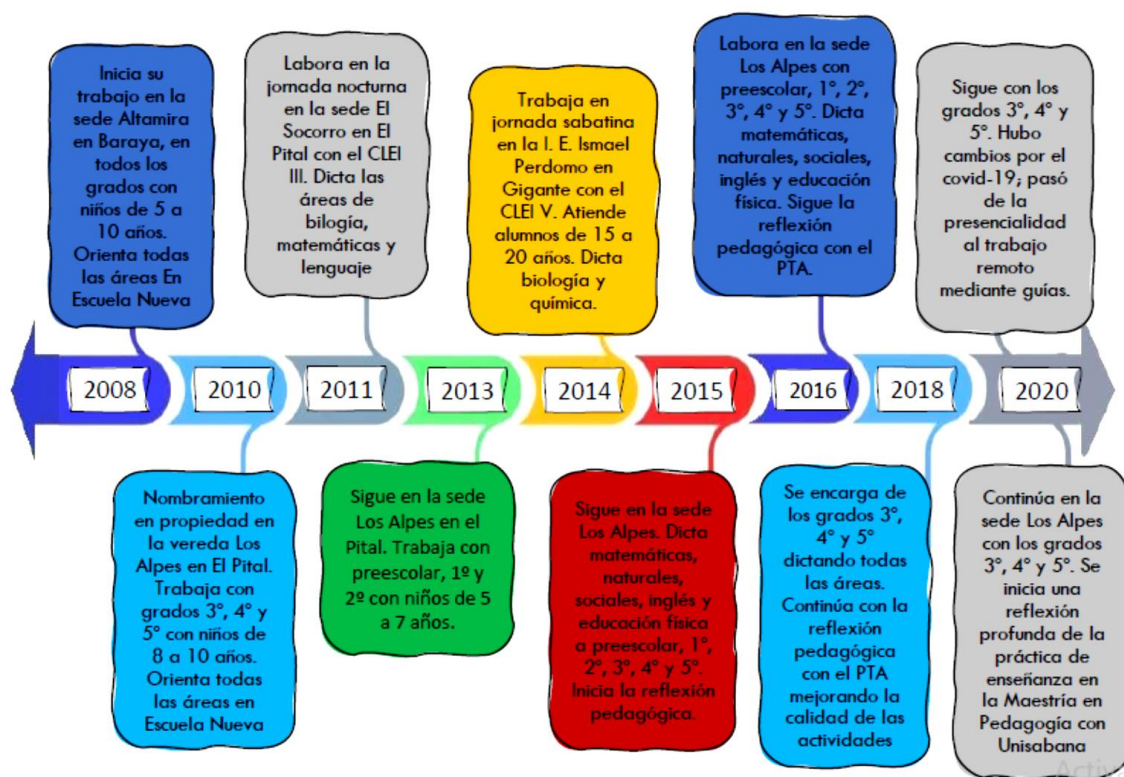 Inicia su
trabajo en la
sede Altamira
en Baraya, en
todos los
grados con
niños de 5 a
10 años.
Orienta todas
las áreas En
Escuela Nueva
Labora en la
jornada nocturna
en la sede El
Socorro en El
Pital con el CLEI
III. Dicta las
áreas de
bilogía,
matemáticas y
lenguaje
Trabaja en
jornada sabatina
en la I. E. Ismael
Perdomo en
Gigante con el
CLEI V. Atiende
alumnos de 15 a
20 años. Dicta
biología y
química.
Labora en la sede
Los Alpes con
preescolar, 1°, 2°,
3°, 4° y 5°. Dicta
matemáticas,
naturales, sociales,
inglés y educación
física. Sigue la
reflexión
pedagógica con el
PTA.
Sigue con los
grados 3°, 4° y
5°. Hubo
cambios por el
covid-19; pasó
de la
presencialidad
al trabajo
remoto
mediante guías.
2008
2010
2011
2013
2014
2015
2016
2018
2020
Nombramiento
en propiedad en
la vereda Los
Alpes en El Pital.
Trabaja con
grados 3°, 4° y
5° con niños de
8 a 10 años.
Orienta todas
las áreas en
Escuela Nueva
Sigue en la sede
Los Alpes en el
Pital. Trabaja con
preescolar, 1º y
2º con niños de 5
a 7 años.
Sigue en la sede
Los Alpes. Dicta
matemáticas,
naturales,
sociales, inglés y
educación física
a preescolar, 1°,
2°, 3°, 4° y 5°.
Inicia la reflexión
pedagógica.
Se encarga de
los grados 3°,
4° y 5°
dictando todas
las áreas.
Continúa con la
reflexión
pedagógica
con el PTA
mejorando la
calidad de las
actividades
Continúa en la
sede Los Alpes
con los grados
3°, 4° y 5°. Se
inicia una
reflexión
profunda de la
práctica de
enseñanza en
la Maestría en
Pedagogía con
Unisabana